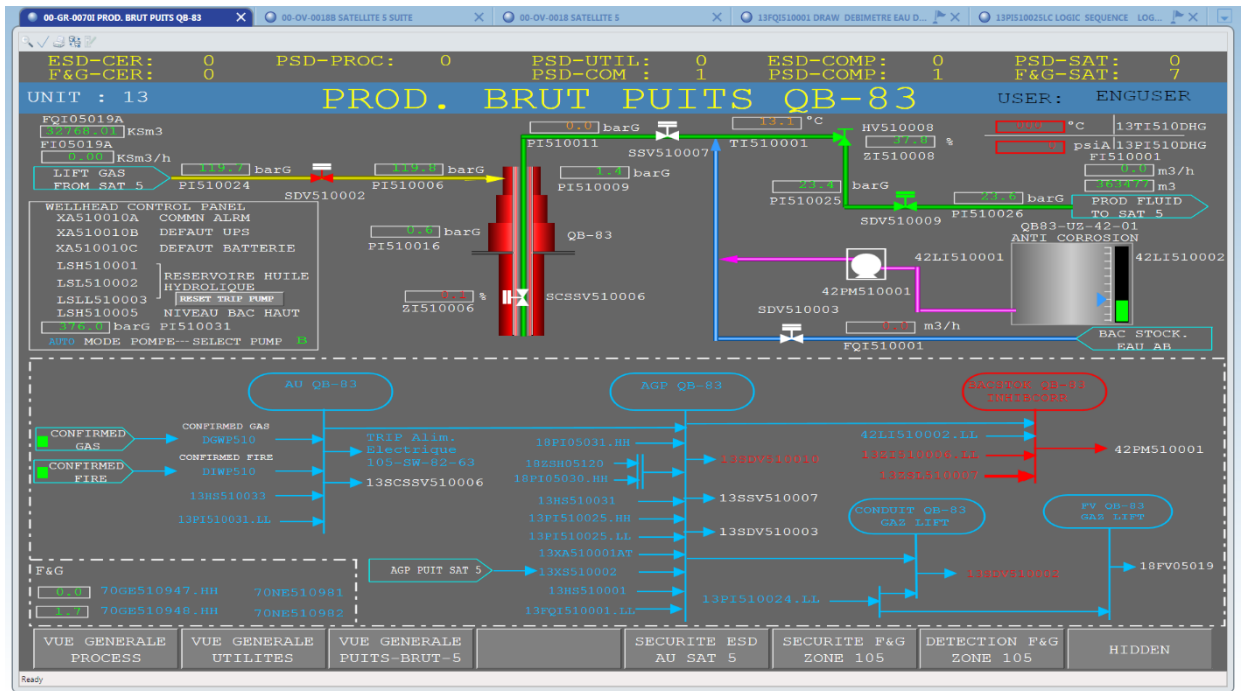 00-GR-0070I PROD. BRUT PUITS QB-83 X
00-OV-0018B SATELLITE 5 SUITE X
00-OV-0018 SATELLITE 5 X
13FQI510001 DRAW DEBIMETRE EAU D... X
13PIS10025LC LOGIC SEQUENCE LOG... X
ESD-CER: 0 PSD-PROC: 0 PSD-UTIL: 0 ESD-COMP: 0 PSD-SAT: 0
F&G-CER: 0 PSD-COM : 1 PSD-COMP: 1 F&G-SAT: 7
UNIT : 13 PROD. BRUT PUITS QB-83 USER: ENGUSER
FQI05019A
32768.01 KSm3
FI05019A
0.00 KSm3/h
LIFT GAS
FROM SAT 5
119.7 barG
PI510024
SDV510002
119.8 barG
PI510006
0.0 barG
PI510011
SSV510007
1.4 barG
PI510009
13.1 °C
TI510001
HV510008
37.8 %
ZI510008
°C 13TI510DHG
psiA 13PI510DHG
FI510001
0.0 m3/h
363477 m3
23.4 barG
PI510025
SDV510009
23.6 barG
PI510026
PROD FLUID
TO SAT 5
WELLHEAD CONTROL PANEL
XA510010A COMMN ALRM
XA510010B DEFAUT UPS
XA510010C DEFAUT BATTERIE
LSH510001
LSL510002
LSLL510003
RESERVOIRE HUILE
HYDROLIQUE
RESET TRIP PUMP
LSH510005 NIVEAU BAC HAUT
376.0 barG PI510031
AUTO MODE POMPE--- SELECT PUMP B
0.6 barG
PI510016
QB-83
%
ZI510006
SCSSV510006
QB83-UZ-42-01
ANTI CORROSION
42LI510001
42LI510002
42PM510001
SDV510003
m3/h
FQI510001
BAC STOCK.
EAU AB
AU QB-83
AGP QB-83
INHIBCORR
CONFIRMED
GAS
CONFIRMED GAS
DGWP510
CONFIRMED
FIRE
CONFIRMED FIRE
DIWP510
13HS510033
13PI510031.LL
TRIP Alim.
Electrique
105-SW-82-63
13SCSSV510006
18PI05031.HH
18ZSH05120
18PI05030.HH
13HS510031
13PI510025.HH
13PI510025.LL
13XA510001AT
13XS510002
13HS510001
13FQI510001.LL
13SSV510007
13SDV510003
42LI510002.LL
42PM510001
CONDUIT QB-83
GAZ LIFT
FV QB-83
GAZ LIFT
18FV05019
13PI510024.LL
AGP PUIT SAT 5
F&G
0.0 70GE510947.HH 70NE510981
1.7 70GE510948.HH 70NE510982
VUE GENERALE
PROCESS
VUE GENERALE
UTILITES
VUE GENERALE
PUITS-BRUT-5
SECURITE ESD
AU SAT 5
SECURITE F&G
ZONE 105
DETECTION F&G
ZONE 105
HIDDEN
Ready